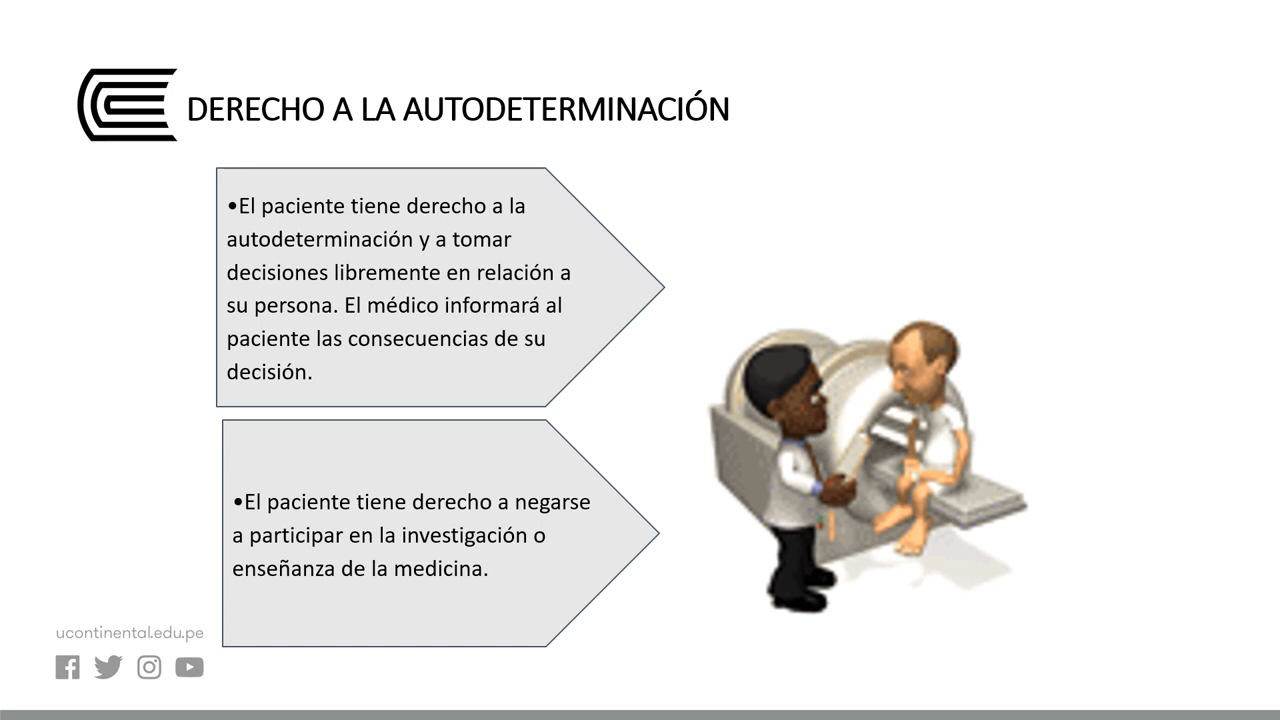 DERECHO A LA AUTODETERMINACIÓN
•El paciente tiene derecho a la
autodeterminación y a tomar
decisiones libremente en relación a
su persona. El médico informará al
paciente las consecuencias de su
decisión.
•El paciente tiene derecho a negarse
a participar en la investigación o
enseñanza de la medicina.
ucontinental.edu.pe